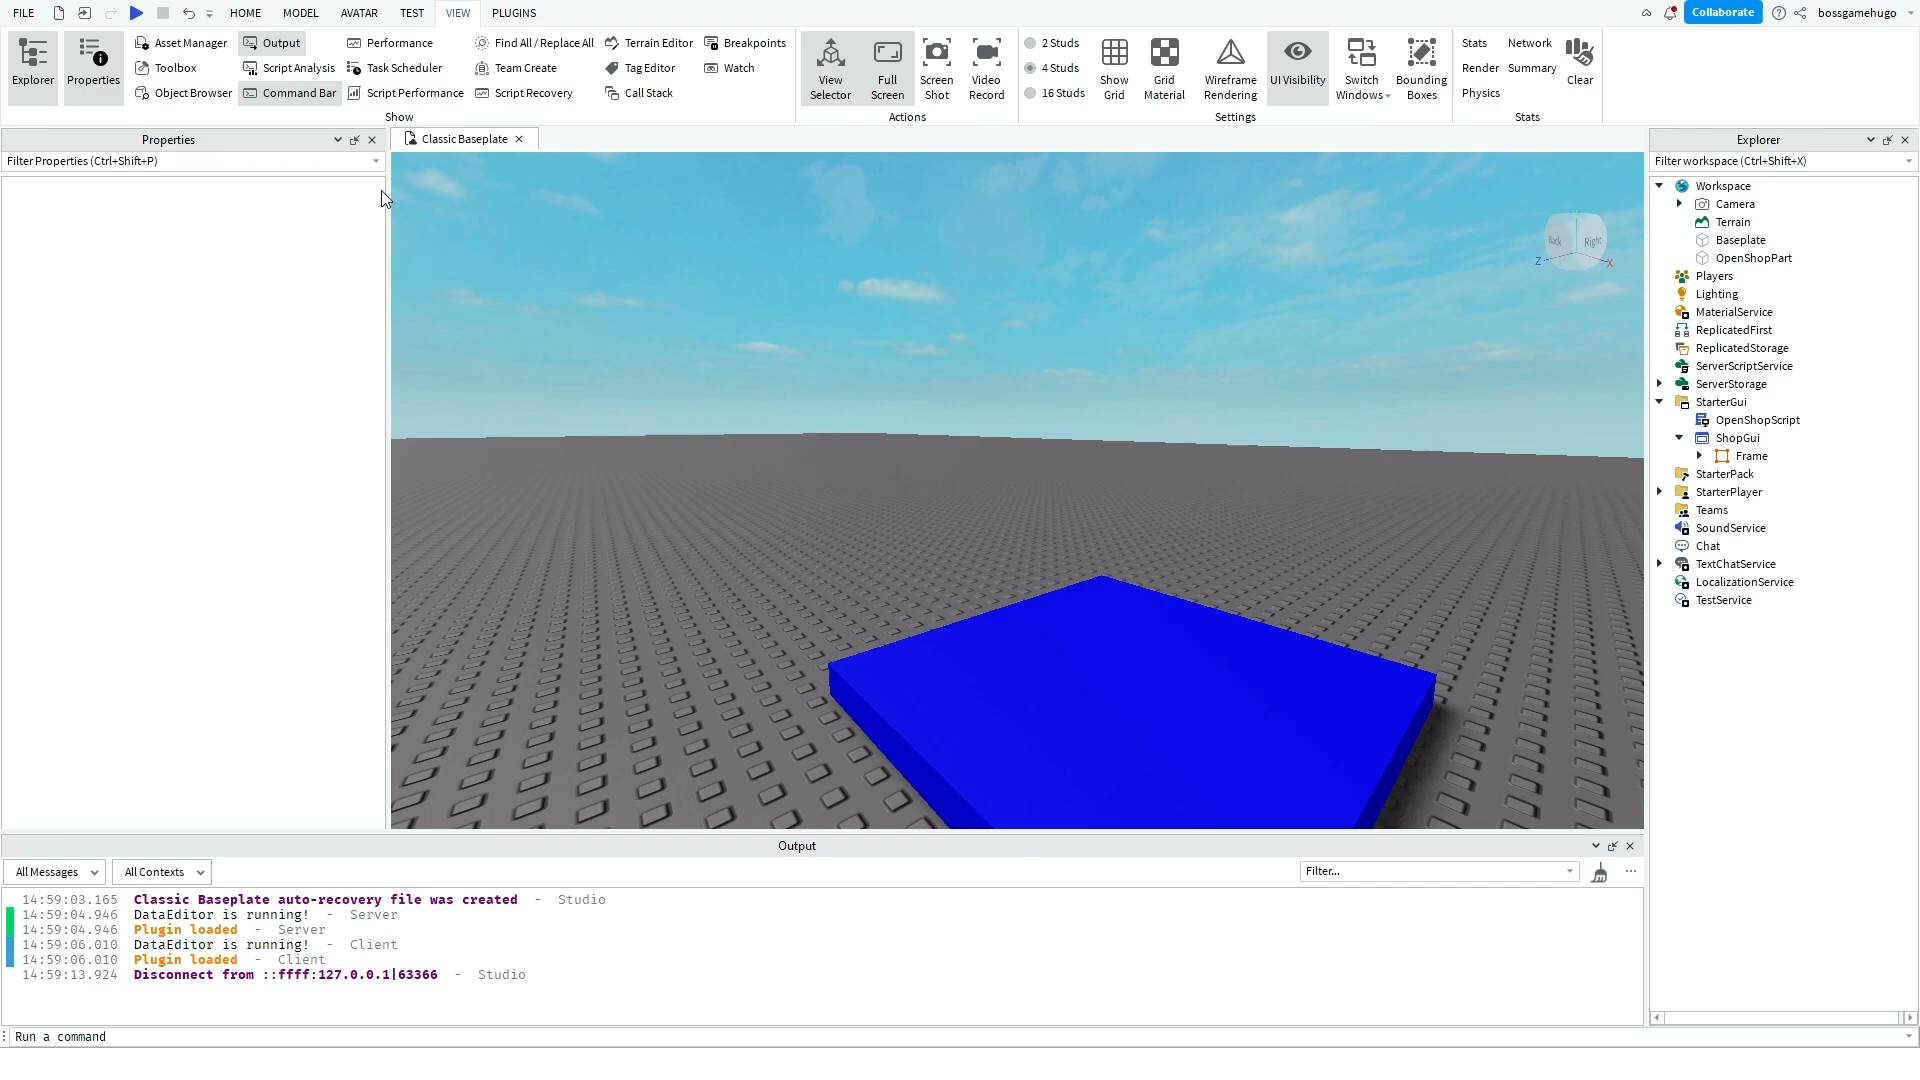 FILE HOME MODEL AVATAR TEST VIEW PLUGINS Collaborate bossgamehugo
Explorer
Properties
Asset Manager
Toolbox
Object Browser
Output
Script Analysis
Command Bar
Performance
Task Scheduler
Script Performance
Find All / Replace All
Team Create
Script Recovery
Terrain Editor
Tag Editor
Call Stack
Breakpoints
Watch
Show
View
Selector
Full
Screen
Screen
Shot
Video
Record
Actions
2 Studs
4 Studs
16 Studs
Show
Grid
Grid
Material
Wireframe
Rendering
UI Visibility
Switch
Windows
Bounding
Boxes
Settings
Stats
Render
Physics
Network
Summary
Clear
Stats
Properties
Filter Properties (Ctrl+Shift+P)
Classic Baseplate
Back
Right
Z
X
Explorer
Filter workspace (Ctrl+Shift+X)
Workspace
Camera
Terrain
Baseplate
OpenShopPart
Players
Lighting
MaterialService
ReplicatedFirst
ReplicatedStorage
ServerScriptService
ServerStorage
StarterGui
OpenShopScript
ShopGui
Frame
StarterPack
StarterPlayer
Teams
SoundService
Chat
TextChatService
LocalizationService
TestService
Output
All Messages All Contexts Filter...
14:59:03.165 Classic Baseplate auto-recovery file was created - Studio
14:59:04.946 DataEditor is running! - Server
14:59:04.946 Plugin loaded - Server
14:59:06.010 DataEditor is running! - Client
14:59:06.010 Plugin loaded - Client
14:59:13.924 Disconnect from ::ffff:127.0.0.1|63366 - Studio
Run a command